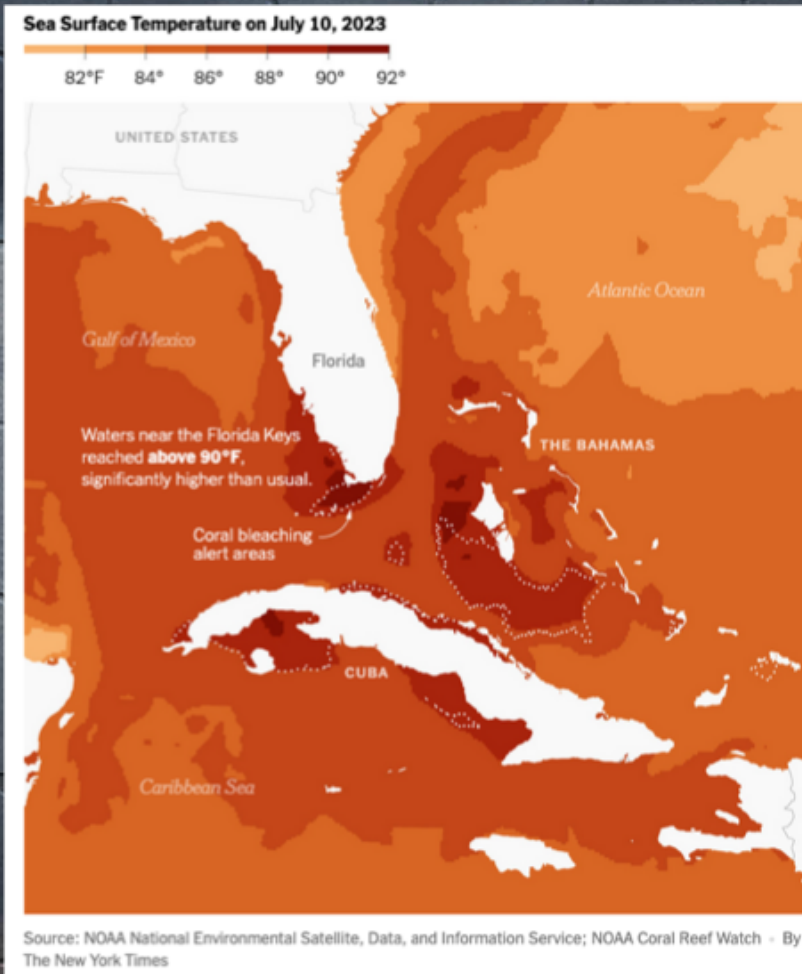 Sea Surface Temperature on July 10, 2023
82°F 84° 86° 88° 90° 92°
UNITED STATES
Atlantic Ocean
Gulf of Mexico
Florida
Waters near the Florida Keys
reached above 90°F,
significantly higher than usual.
THE BAHAMAS
Coral bleaching
alert areas
CUBA
Caribbean Sea
Source: NOAA National Environmental Satellite, Data, and Information Service; NOAA Coral Reef Watch · By
The New York Times